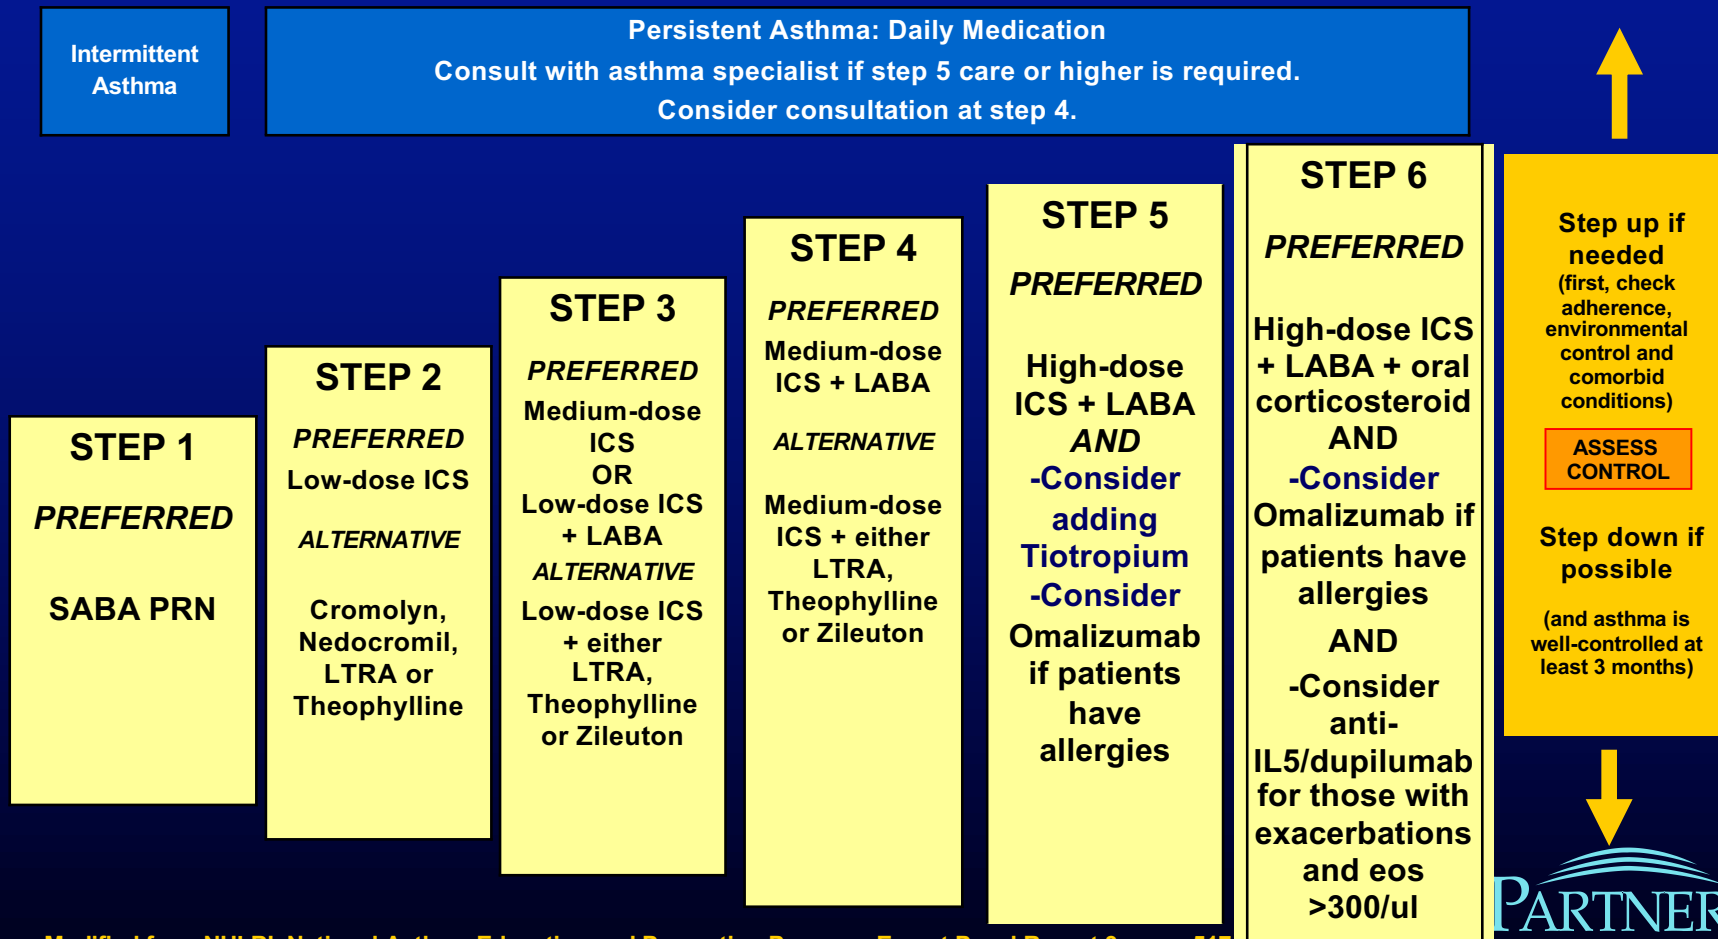 Intermittent
Asthma
Persistent Asthma: Daily Medication
Consult with asthma specialist if step 5 care or higher is required.
Consider consultation at step 4.
STEP 1
PREFERRED
SABA PRN
STEP 2
PREFERRED
Low-dose ICS
ALTERNATIVE
Cromolyn,
Nedocromil,
LTRA or
Theophylline
STEP 3
PREFERRED
Medium-dose
ICS
OR
Low-dose ICS
+ LABA
ALTERNATIVE
Low-dose ICS
+ either
LTRA,
Theophylline
or Zileuton
STEP 4
PREFERRED
Medium-dose
ICS + LABA
ALTERNATIVE
Medium-dose
ICS + either
LTRA,
Theophylline
or Zileuton
STEP 5
PREFERRED
High-dose
ICS + LABA
AND
-Consider
adding
Tiotropium
-Consider
Omalizumab
if patients
have
allergies
STEP 6
PREFERRED
High-dose ICS
+ LABA + oral
corticosteroid
AND
-Consider
Omalizumab if
patients have
allergies
AND
-Consider
anti-
IL5/dupilumab
for those with
exacerbations
and eos
>300/ul
Step up if
needed
(first, check
adherence,
environmental
control and
comorbid
conditions)
ASSESS
CONTROL
Step down if
possible
(and asthma is
well-controlled at
least 3 months)
PARTNER